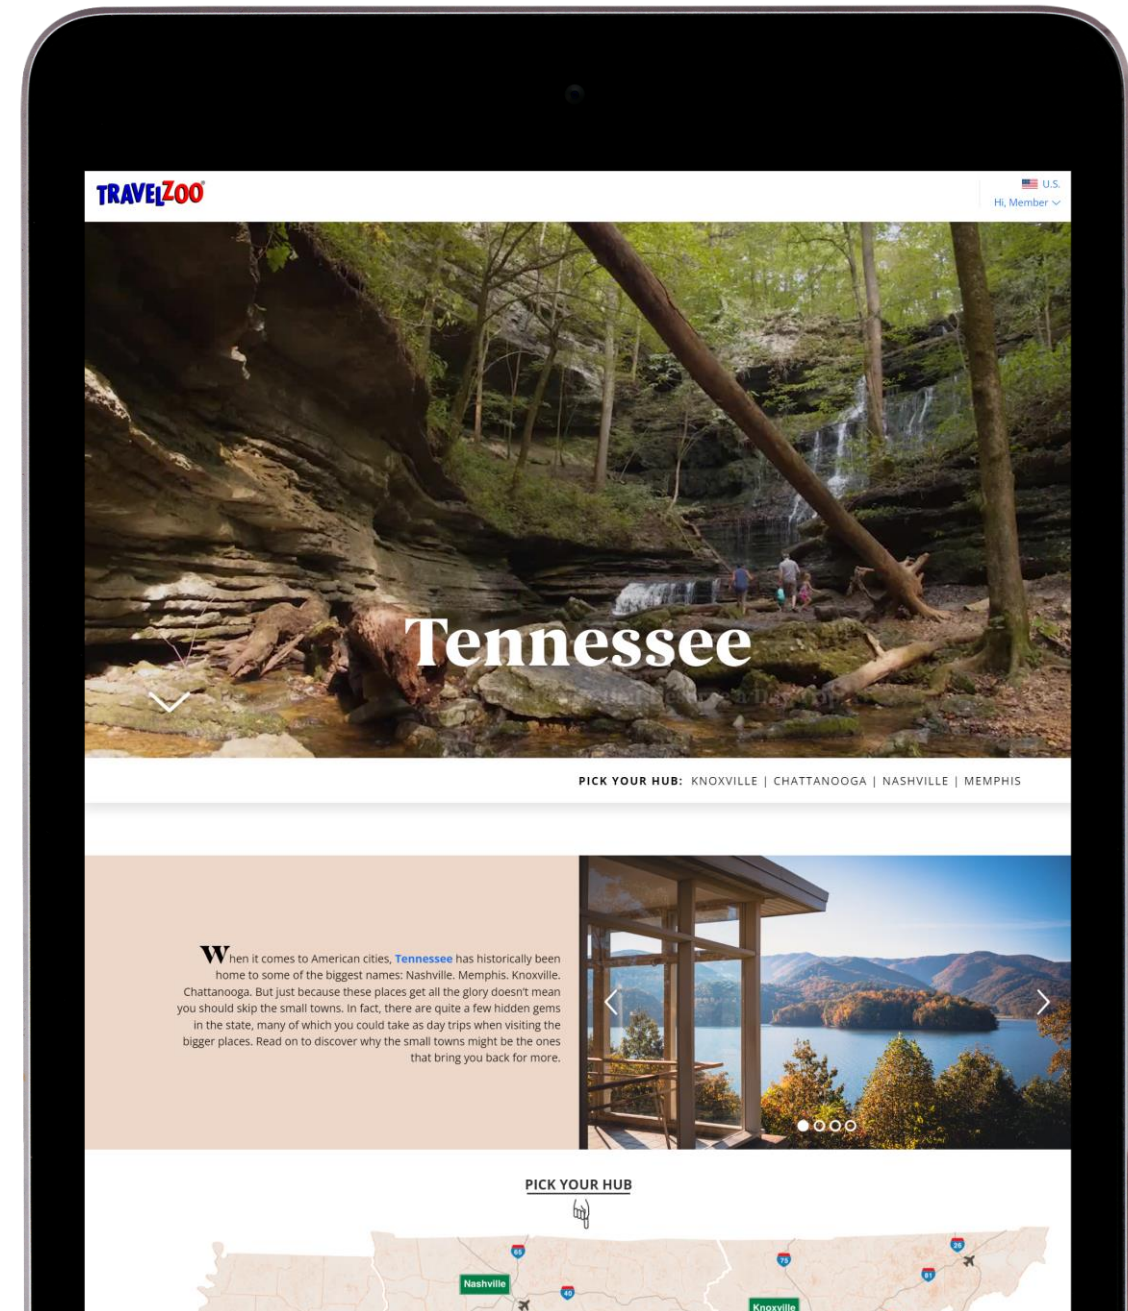 TRAVELZOO®
U.S.
Hi, Member
Tennessee
PICK YOUR HUB: KNOXVILLE | CHATTANOOGA | NASHVILLE | MEMPHIS
When it comes to American cities, Tennessee has historically been
home to some of the biggest names: Nashville. Memphis. Knoxville.
Chattanooga. But just because these places get all the glory doesn't mean
you should skip the small towns. In fact, there are quite a few hidden gems
in the state, many of which you could take as day trips when visiting the
bigger places. Read on to discover why the small towns might be the ones
that bring you back for more.
PICK YOUR HUB
65
75
26
81
Nashville
40
Knoxville